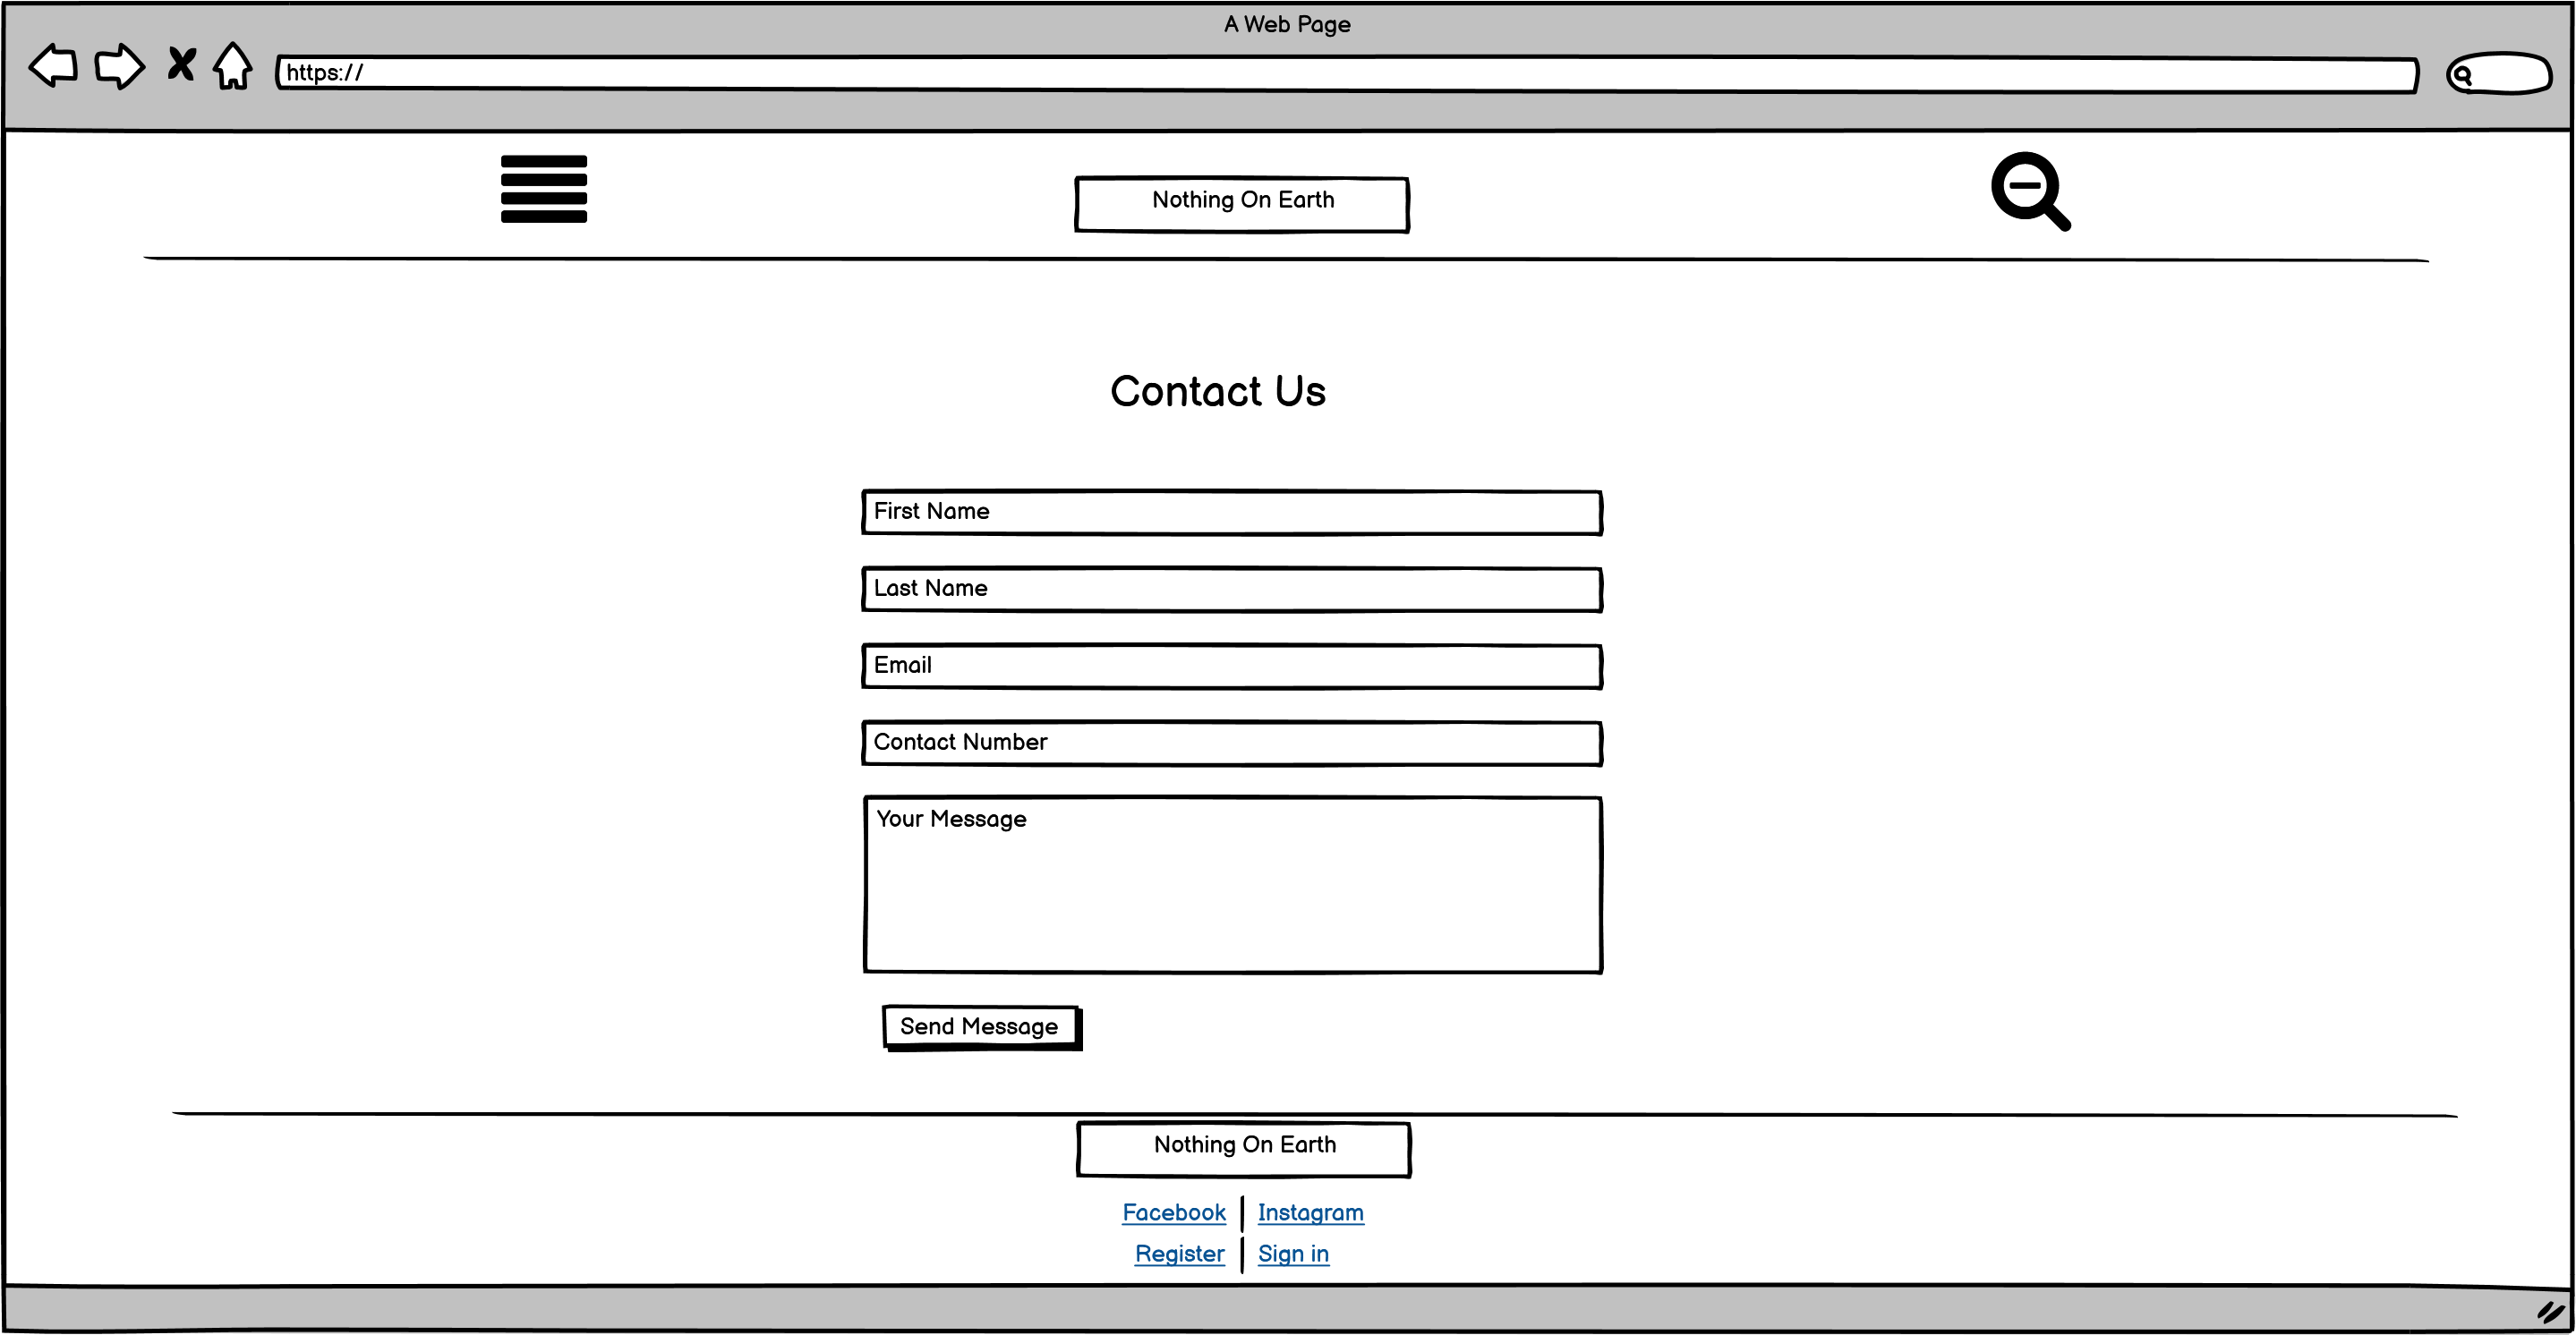 A Web Page
https://
Nothing On Earth
Contact Us
First Name
Last Name
Email
Contact Number
Your Message
Send Message
Nothing On Earth
Facebook Instagram
Register Sign in